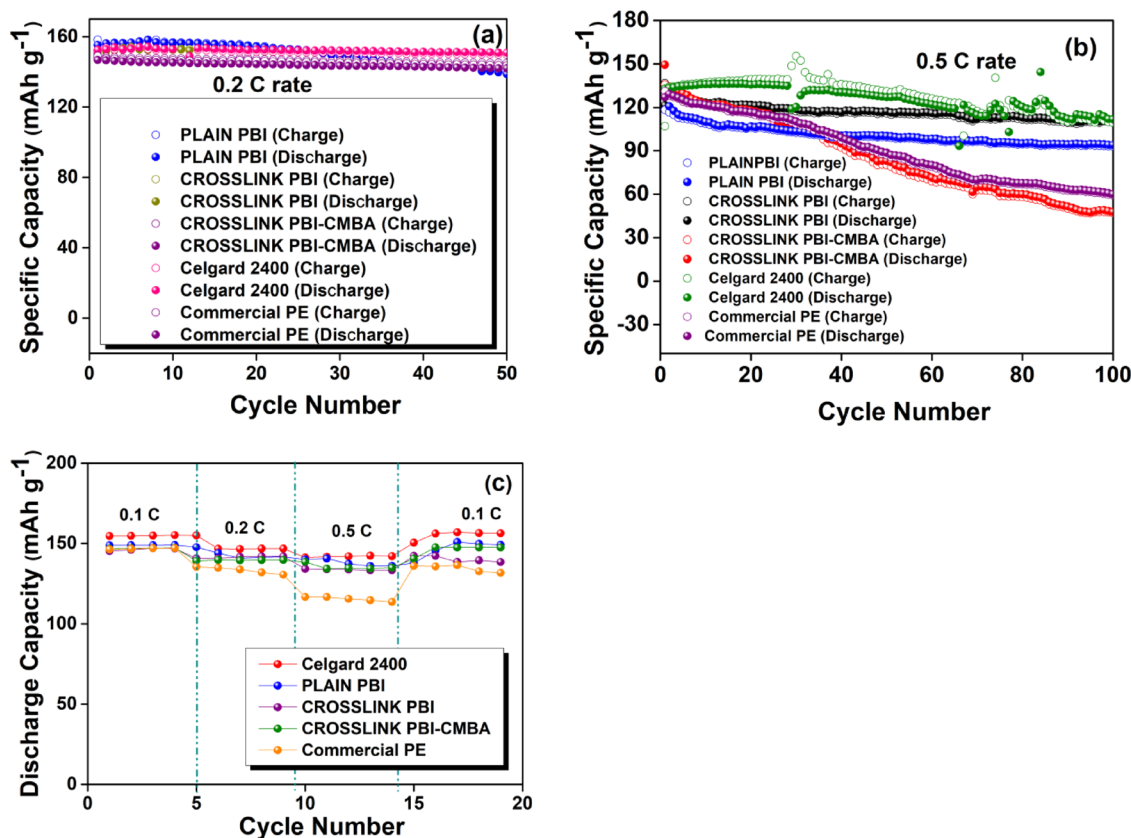 (a)
160
140
120
160
140
0
Specific Capacity (mAh g⁻¹)
0.2 C rate
PLAIN PBI (Charge)
PLAIN PBI (Discharge)
CROSSLINK PBI (Charge)
CROSSLINK PBI (Discharge)
CROSSLINK PBI-CMBA (Charge)
CROSSLINK PBI-CMBA (Discharge)
Celgard 2400 (Charge)
Celgard 2400 (Discharge)
Commercial PE (Charge)
Commercial PE (Discharge)
0 10 20 30 40 50
Cycle Number
(b)
180
150
120
90
60
30
0
-30
Specific Capacity (mAh g⁻¹)
0.5 C rate
PLAINPBI (Charge)
PLAIN PBI (Discharge)
CROSSLINK PBI (Charge)
CROSSLINK PBI (Discharge)
CROSSLINK PBI-CMBA (Charge)
CROSSLINK PBI-CMBA (Discharge)
Celgard 2400 (Charge)
Celgard 2400 (Discharge)
Commercial PE (Charge)
Commercial PE (Discharge)
0 20 40 60 80 100
Cycle Number
(c)
200
150
100
50
0
Discharge Capacity (mAh g⁻¹)
0.1 C 0.2 C 0.5 C 0.1 C
Celgard 2400
PLAIN PBI
CROSSLINK PBI
CROSSLINK PBI-CMBA
Commercial PE
0 5 10 15 20
Cycle Number